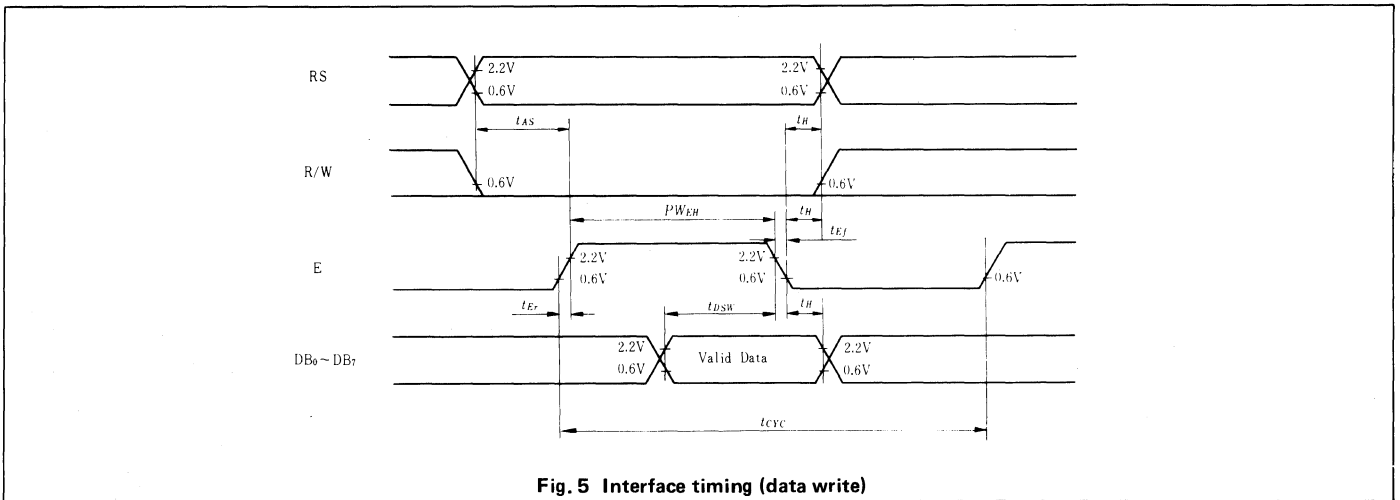 RS
2.2V
0.6V
2.2V
0.6V
tAS
tH
R/W
0.6V
0.6V
PWEH
tH
tEf
E
2.2V
0.6V
2.2V
0.6V
0.6V
tEr
tDSW
tH
DB0~DB7
2.2V
0.6V
Valid Data
2.2V
0.6V
tCYC
Fig. 5 Interface timing (data write)